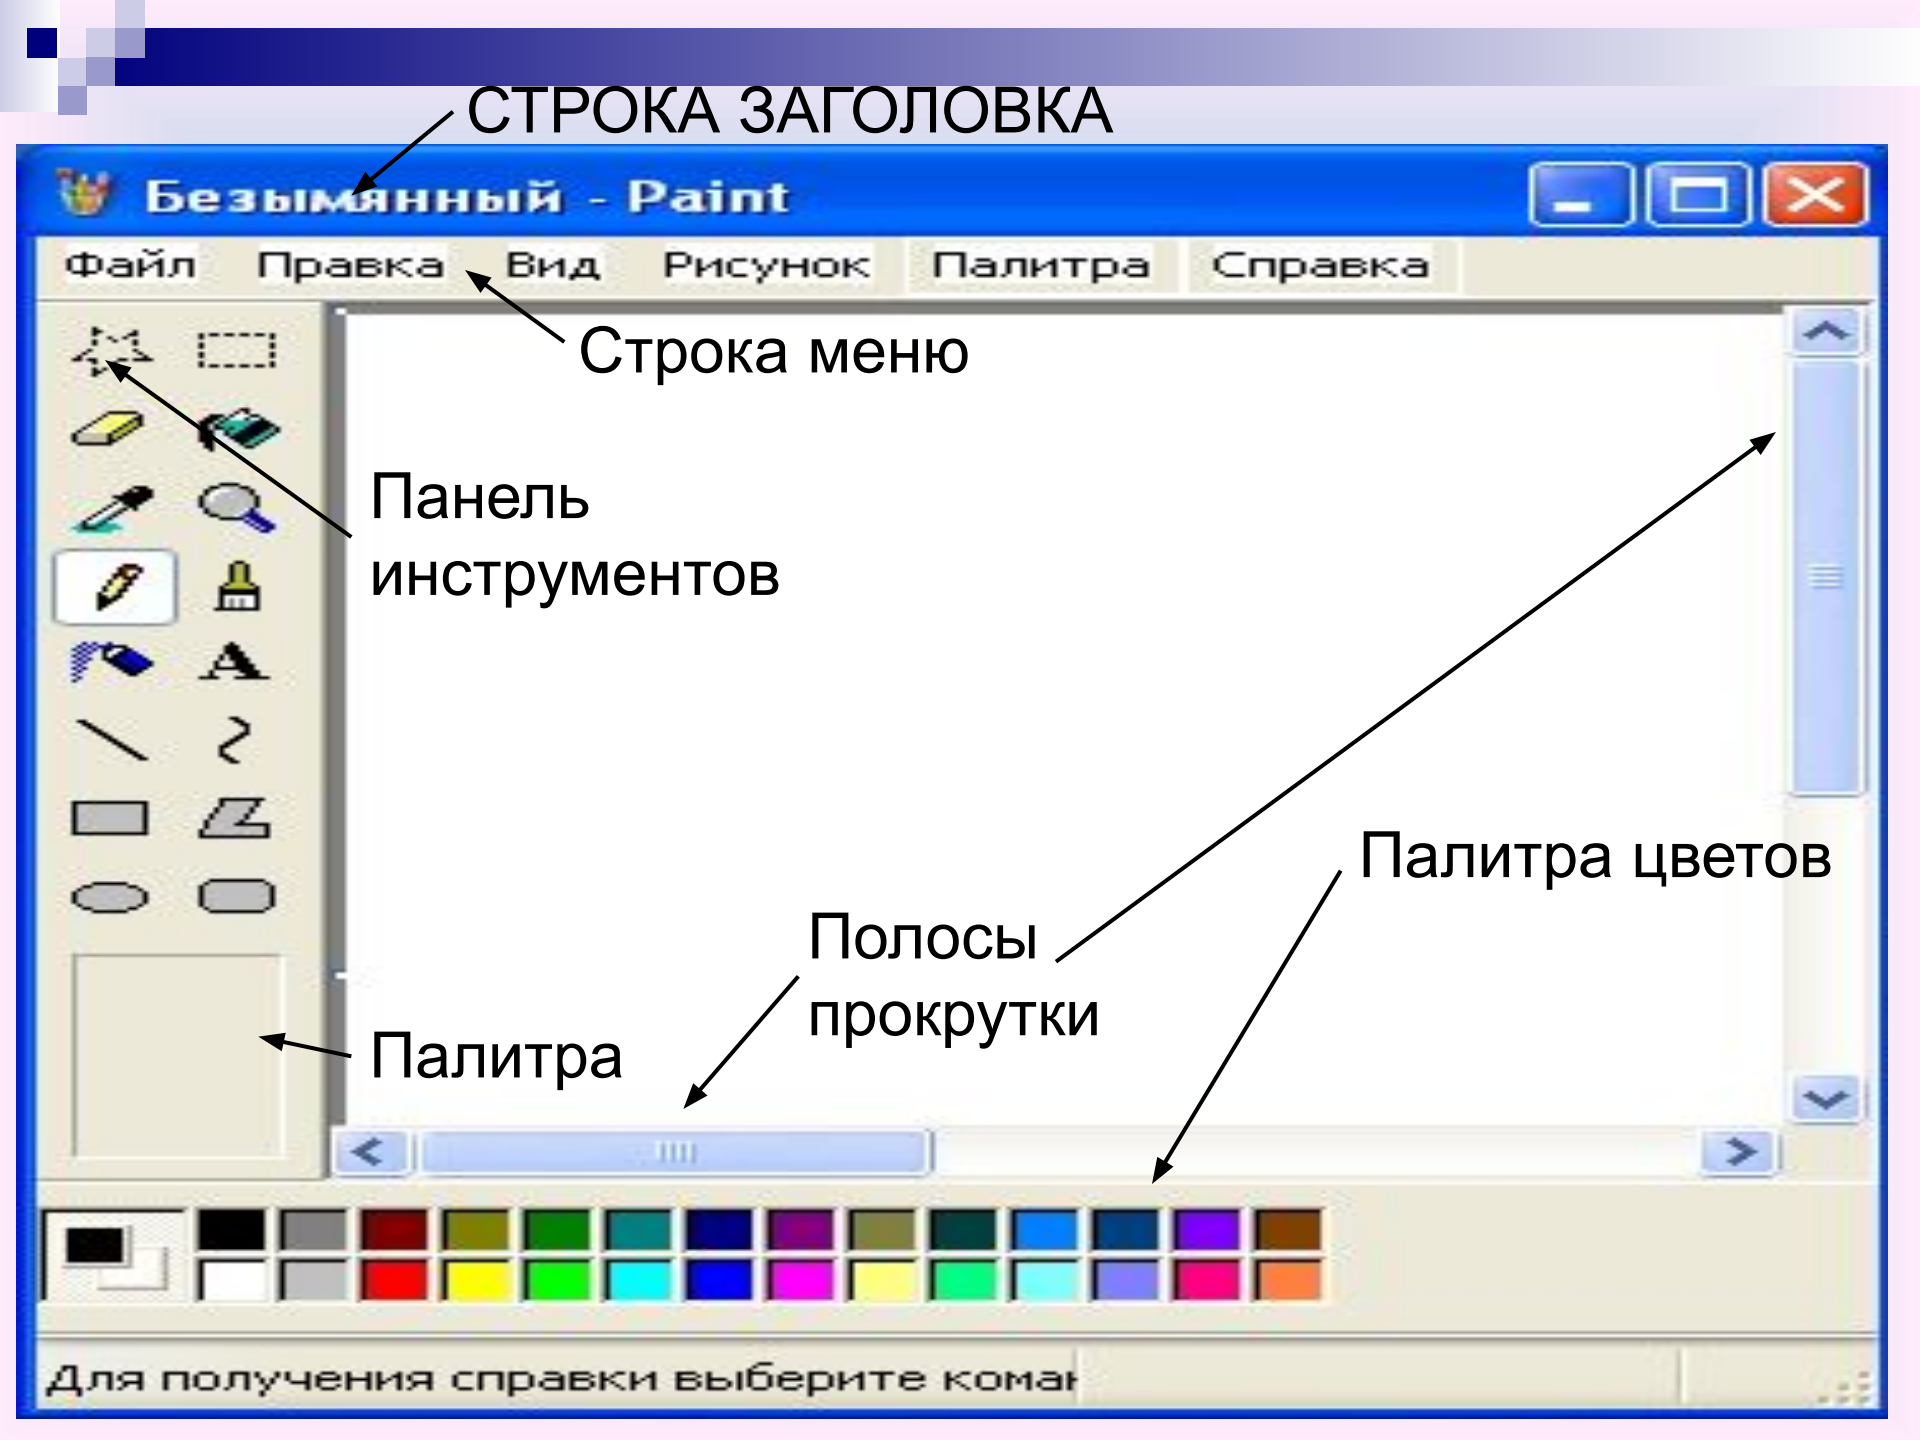 СТРОКА ЗАГОЛОВКА
Безымянный - Paint
Файл Правка Вид Рисунок Палитра Справка
Строка меню
Панель
инструментов
A
Палитра цветов
Полосы
прокрутки
Палитра
Для получения справки выберите коман